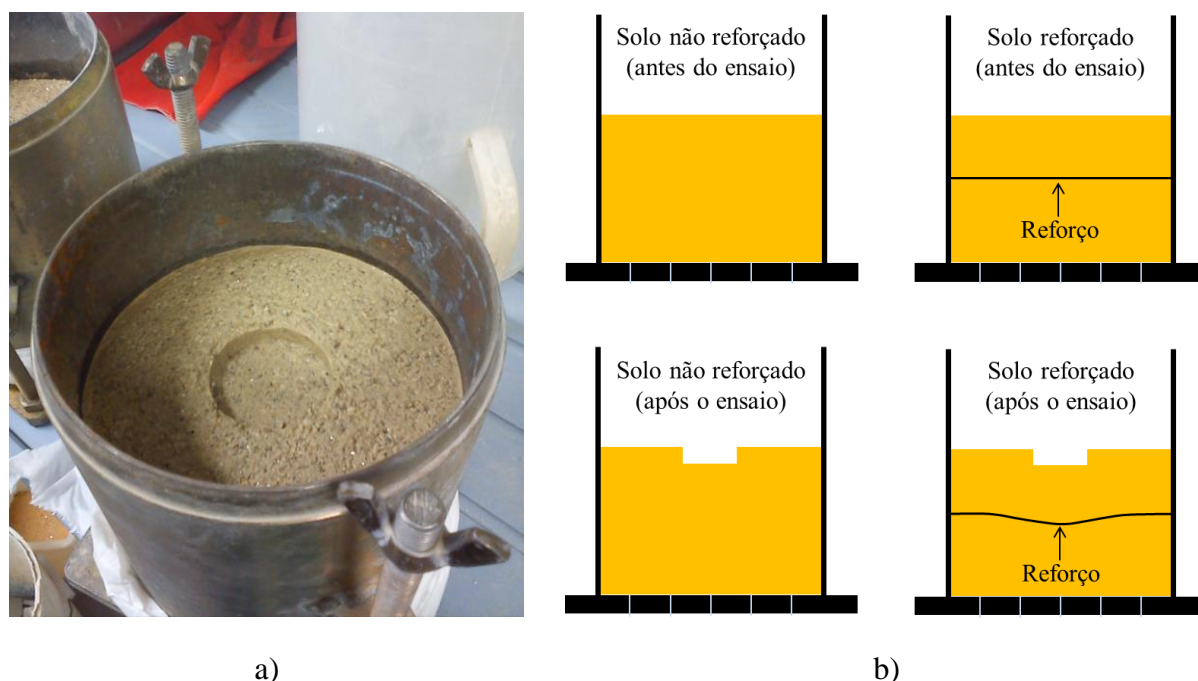 Solo não reforçado
(antes do ensaio)
Solo reforçado
(antes do ensaio)
Reforço
Solo não reforçado
(após o ensaio)
Solo reforçado
(após o ensaio)
Reforço
a)
b)